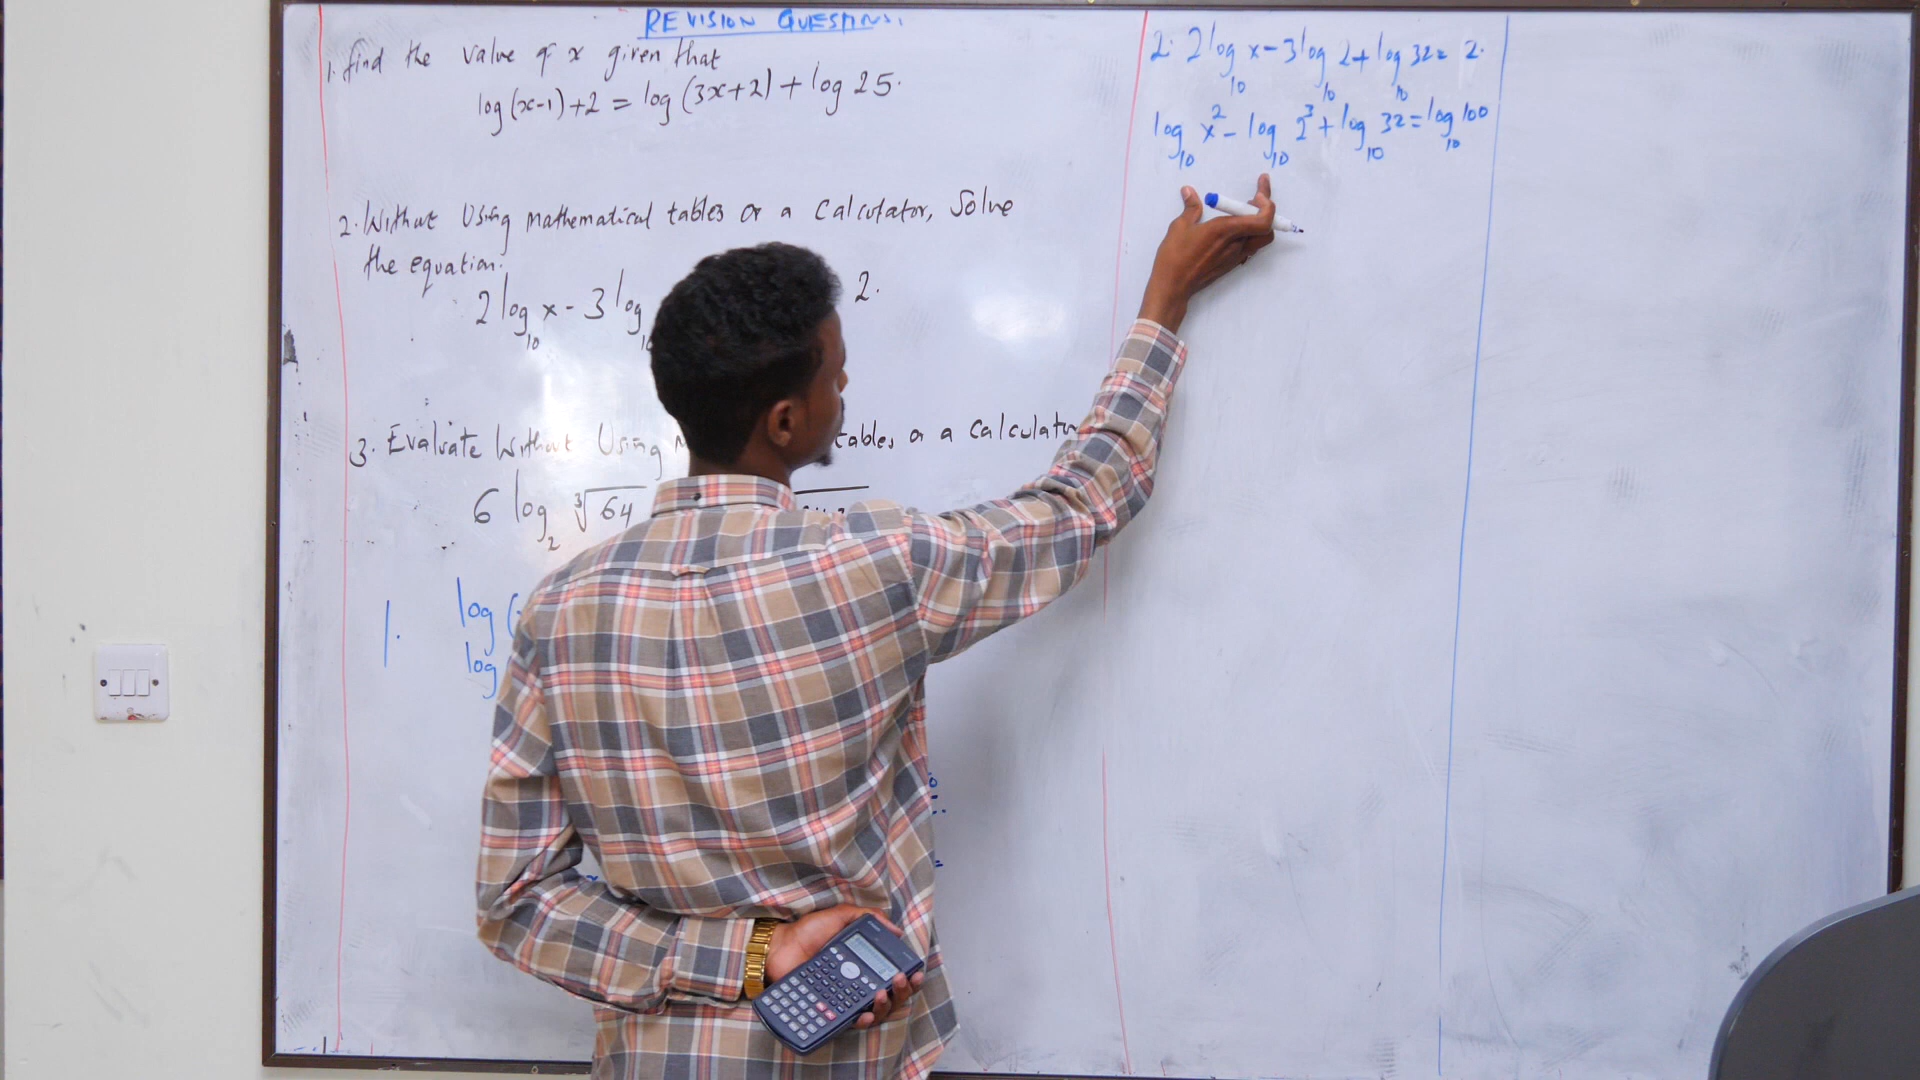 REVISION QUESTIONS.
1. find the value of x given that
log(x-1)+2 = log(3x+2) + log 25.
2. Without Using mathematical tables or a calculator, Solve
the equation.
2 log₁₀ x - 3 log₁₀ 2.
3. Evaluate Without Using tables or a calculator
6 log₂ ∛64
1. log (
log
2. 2 log₁₀ x - 3 log₁₀ 2 + log₁₀ 32 = 2.
log₁₀ x² - log₁₀ 2³ + log₁₀ 32 = log₁₀ 100